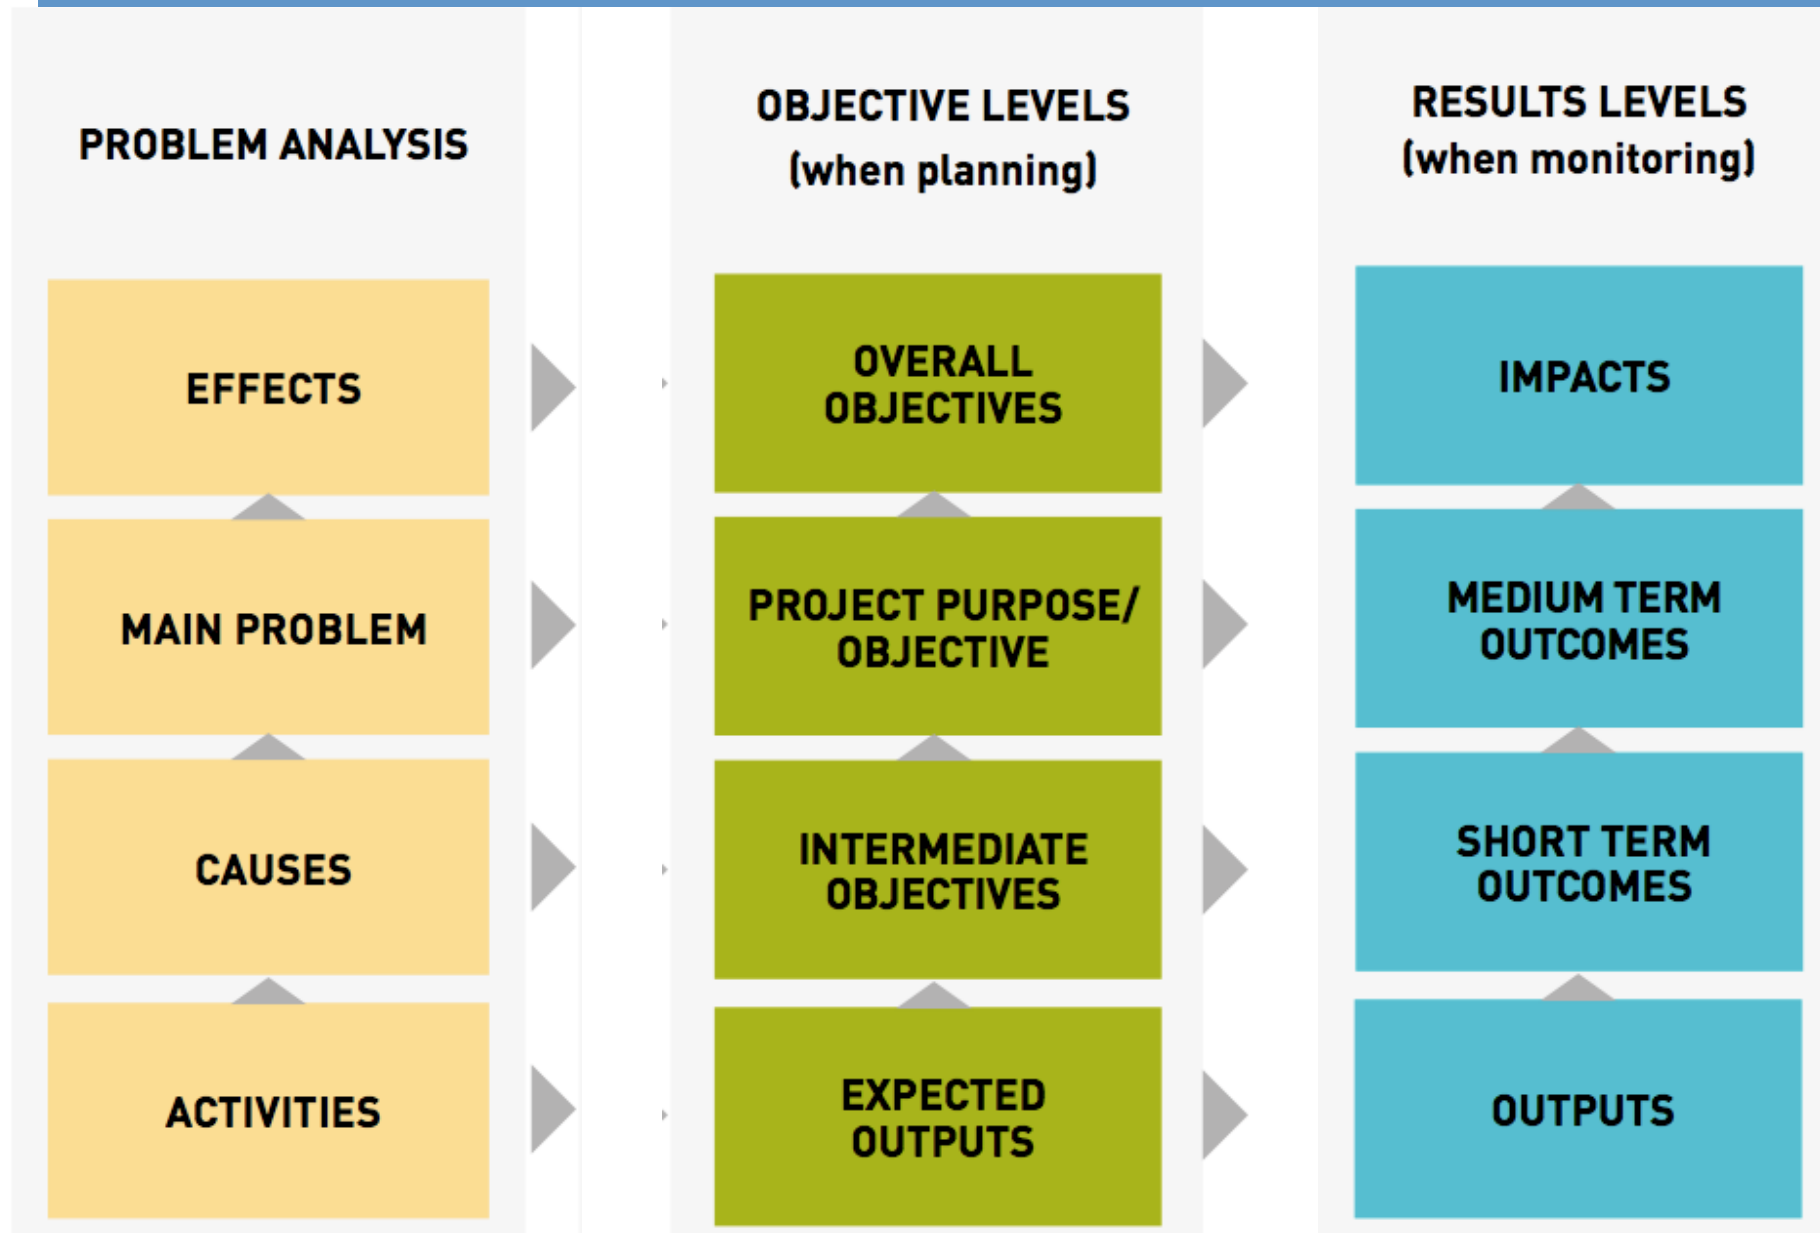 PROBLEM ANALYSIS
OBJECTIVE LEVELS
(when planning)
RESULTS LEVELS
(when monitoring)
EFFECTS
OVERALL
OBJECTIVES
IMPACTS
MAIN PROBLEM
PROJECT PURPOSE/
OBJECTIVE
MEDIUM TERM
OUTCOMES
CAUSES
INTERMEDIATE
OBJECTIVES
SHORT TERM
OUTCOMES
ACTIVITIES
EXPECTED
OUTPUTS
OUTPUTS